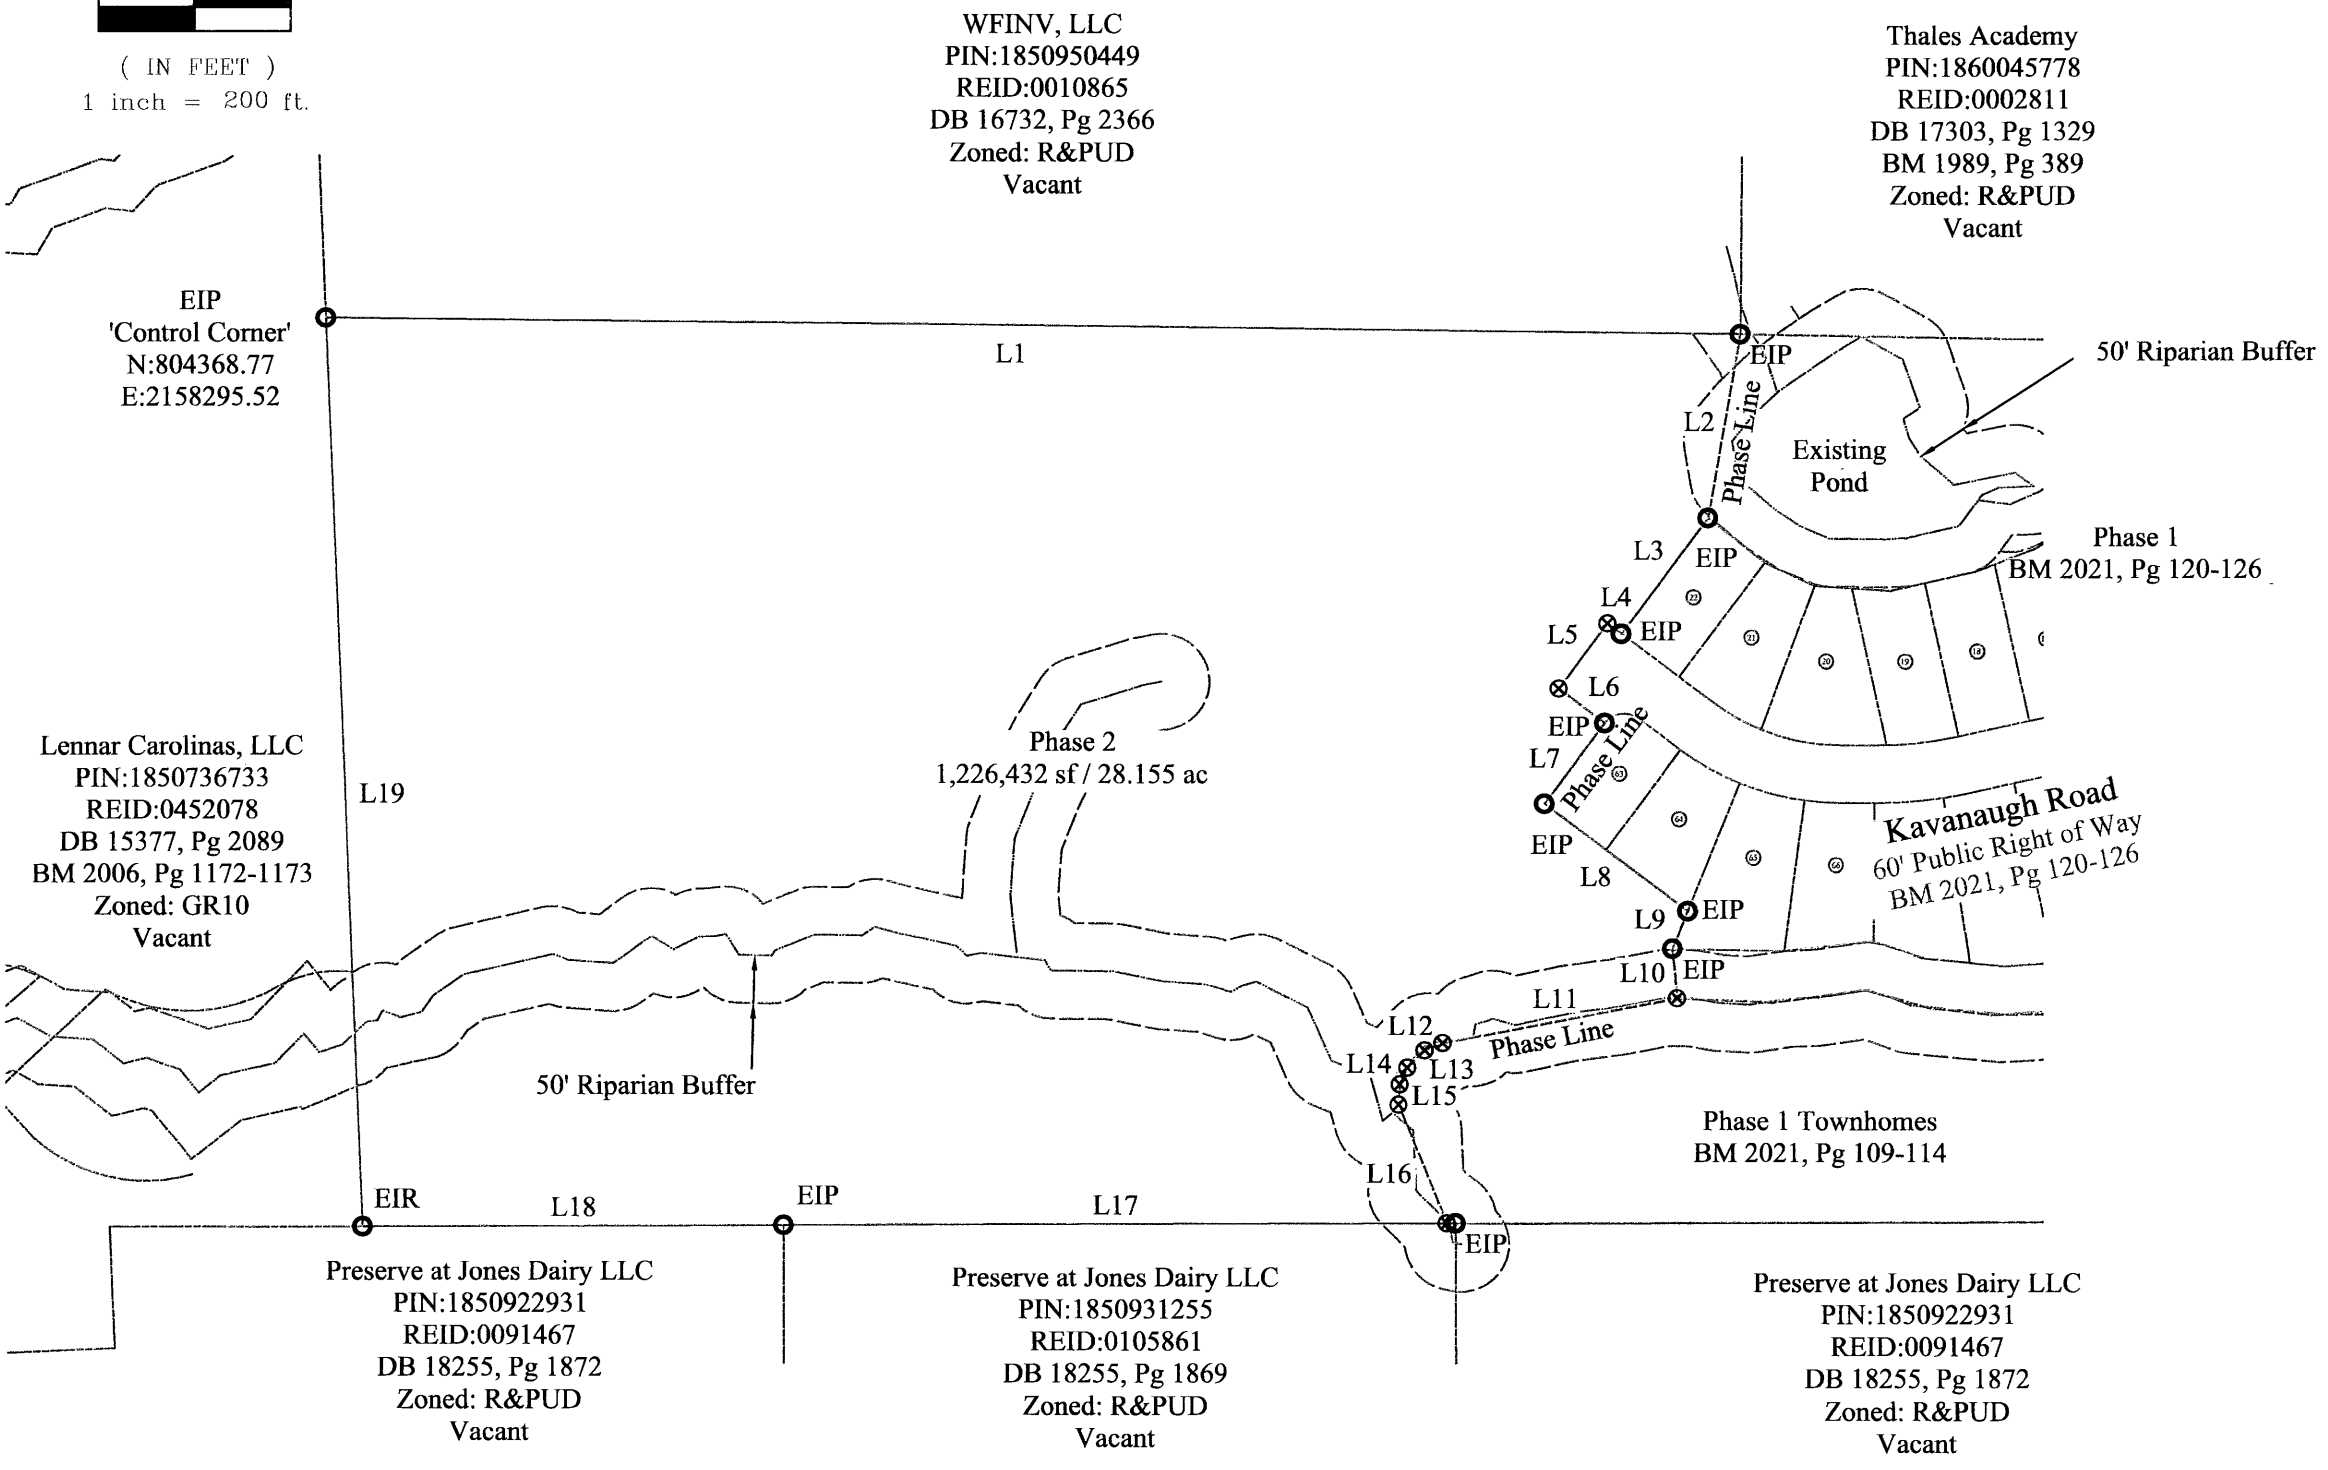 ( IN FEET )
1 inch = 200 ft.
WFINV, LLC
PIN:1850950449
REID:0010865
DB 16732, Pg 2366
Zoned: R&PUD
Vacant
Thales Academy
PIN:1860045778
REID:0002811
DB 17303, Pg 1329
BM 1989, Pg 389
Zoned: R&PUD
Vacant
EIP
'Control Corner'
N:804368.77
E:2158295.52
L1
EIP
50' Riparian Buffer
L2
Phase Line
Existing
Pond
L3
EIP
Phase 1
BM 2021, Pg 120-126
L4
22
L5
EIP
21
20
19
18
L6
EIP
Phase Line
L7
63
EIP
64
65
66
Kavanaugh Road
60' Public Right of Way
BM 2021, Pg 120-126
L8
L9
EIP
L10
EIP
Lennar Carolinas, LLC
PIN:1850736733
REID:0452078
DB 15377, Pg 2089
BM 2006, Pg 1172-1173
Zoned: GR10
Vacant
L19
Phase 2
1,226,432 sf / 28.155 ac
L11
L12
Phase Line
L14
L13
L15
50' Riparian Buffer
Phase 1 Townhomes
BM 2021, Pg 109-114
L16
EIR
L18
EIP
L17
EIP
Preserve at Jones Dairy LLC
PIN:1850922931
REID:0091467
DB 18255, Pg 1872
Zoned: R&PUD
Vacant
Preserve at Jones Dairy LLC
PIN:1850931255
REID:0105861
DB 18255, Pg 1869
Zoned: R&PUD
Vacant
Preserve at Jones Dairy LLC
PIN:1850922931
REID:0091467
DB 18255, Pg 1872
Zoned: R&PUD
Vacant